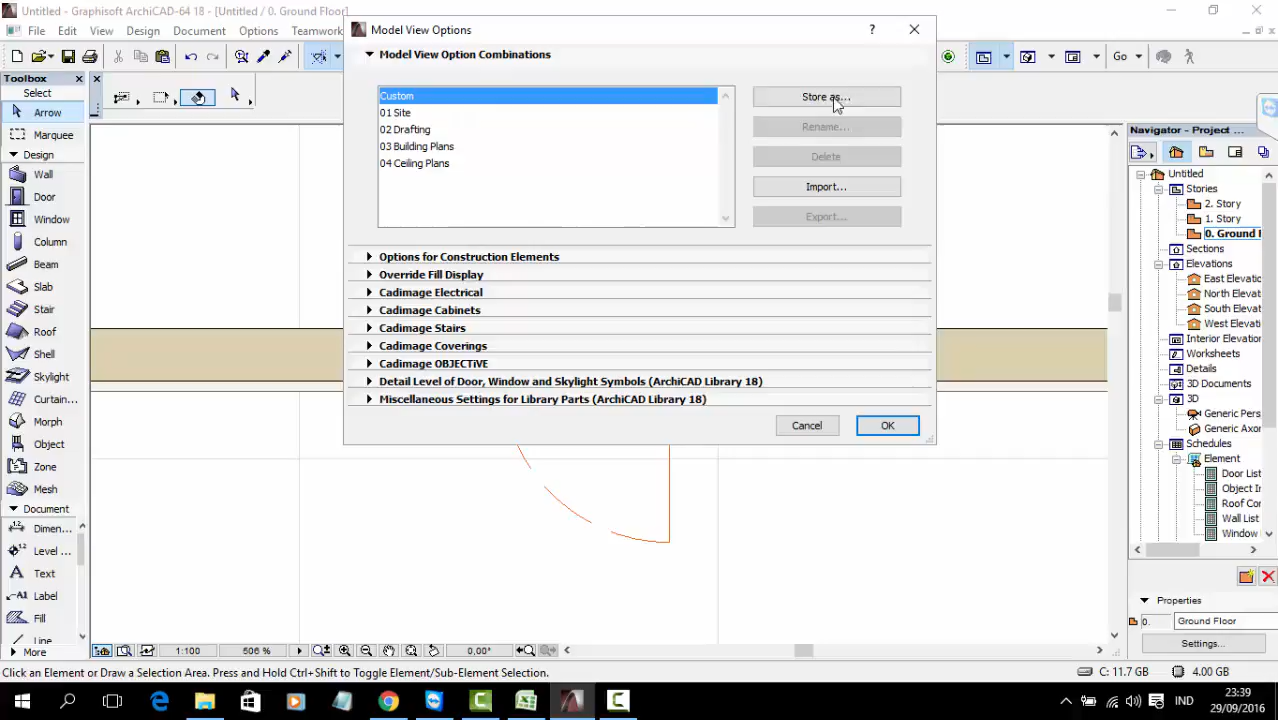 Untitled - Graphisoft ArchiCAD-64 18 - [Untitled / 0. Ground Floor]
File Edit View Design Document Options Teamwork
Model View Options
?
Model View Option Combinations
Custom
01 Site
02 Drafting
03 Building Plans
04 Ceiling Plans
Store as...
Rename...
Delete
Import...
Export...
Options for Construction Elements
Override Fill Display
Cadimage Electrical
Cadimage Cabinets
Cadimage Stairs
Cadimage Coverings
Cadimage OBJECTiVE
Detail Level of Door, Window and Skylight Symbols (ArchiCAD Library 18)
Miscellaneous Settings for Library Parts (ArchiCAD Library 18)
Cancel
OK
Go
Toolbox
Select
Arrow
Marquee
Design
Wall
Door
Window
Column
Beam
Slab
Stair
Roof
Shell
Skylight
Curtain...
Morph
Object
Zone
Mesh
Document
Dimen...
Level ...
Text
A1 Label
Fill
Line
More
Navigator - Project ...
Untitled
Stories
2. Story
1. Story
0. Ground F
Sections
Elevations
East Elevati
North Elevat
South Elevat
West Elevati
Interior Elevatio
Worksheets
Details
3D Documents
3D
Generic Pers
Generic Axon
Schedules
Element
Door List
Object In
Roof Con
Wall List
Window
Properties
0. Ground Floor
Settings...
1:100
506 %
0.00°
Click an Element or Draw a Selection Area. Press and Hold Ctrl+Shift to Toggle Element/Sub-Element Selection.
C: 11.7 GB
4.00 GB
IND
23:39
29/09/2016